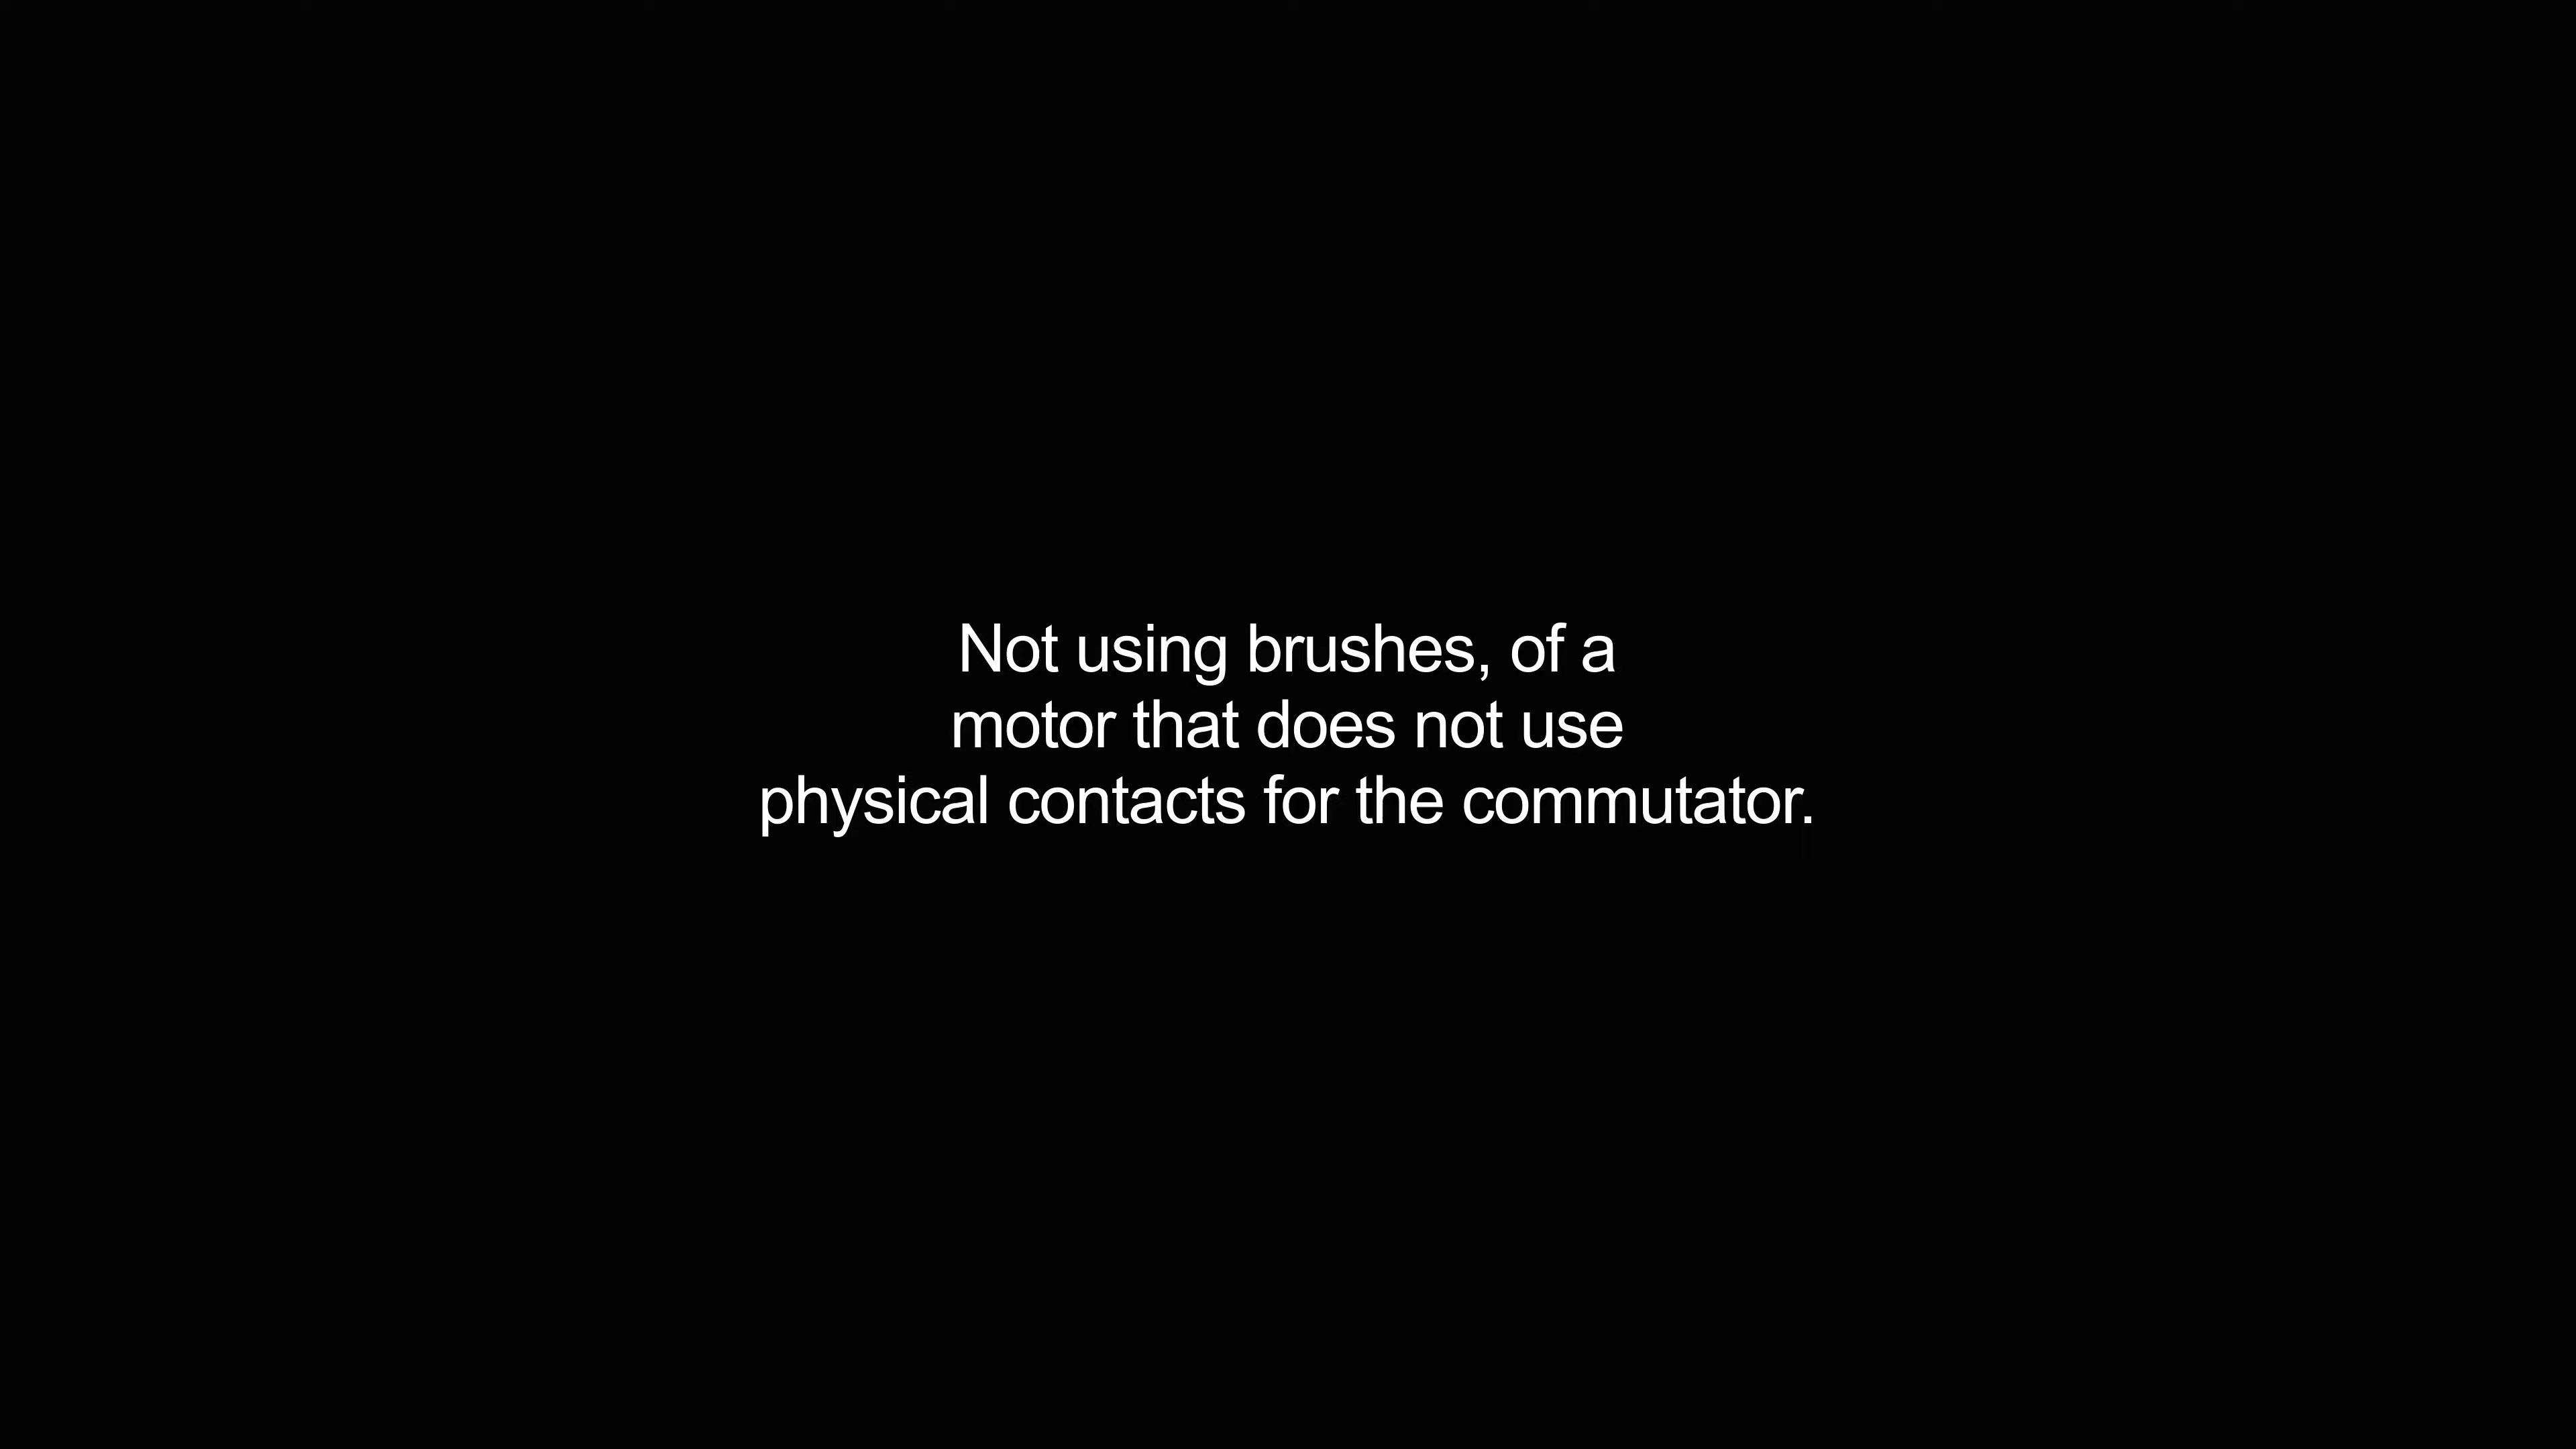 Not using brushes, of a
motor that does not use
physical contacts for the commutator.